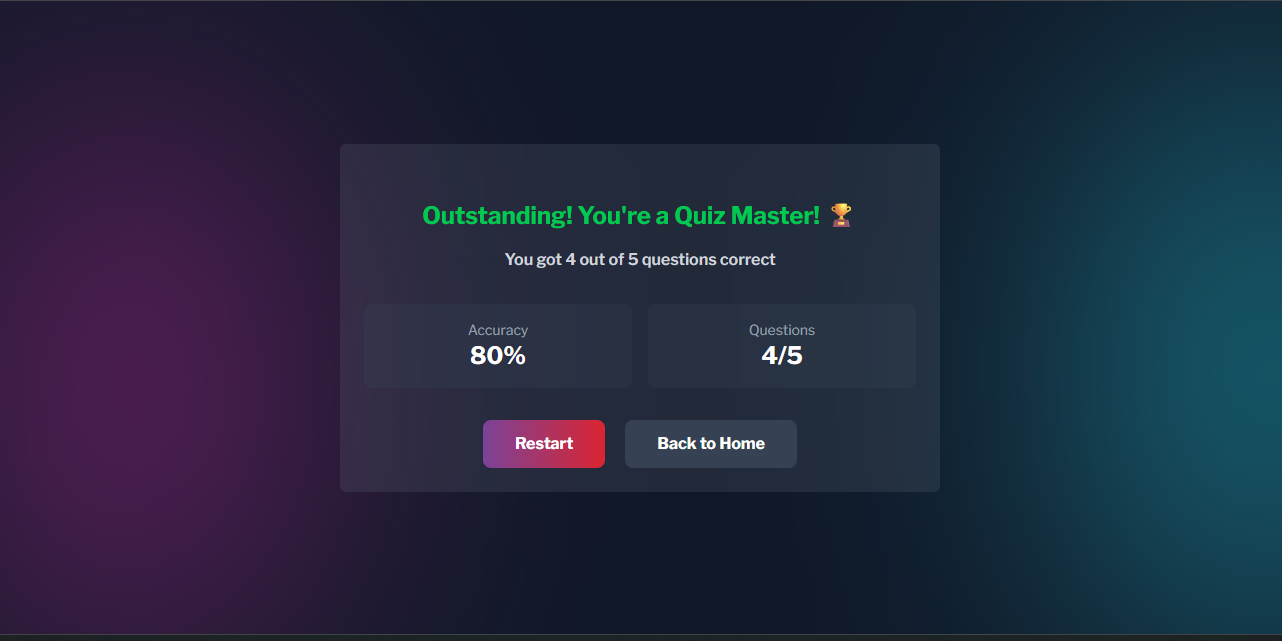 Outstanding! You're a Quiz Master! 🏆
You got 4 out of 5 questions correct
Accuracy
80%
Questions
4/5
Restart
Back to Home